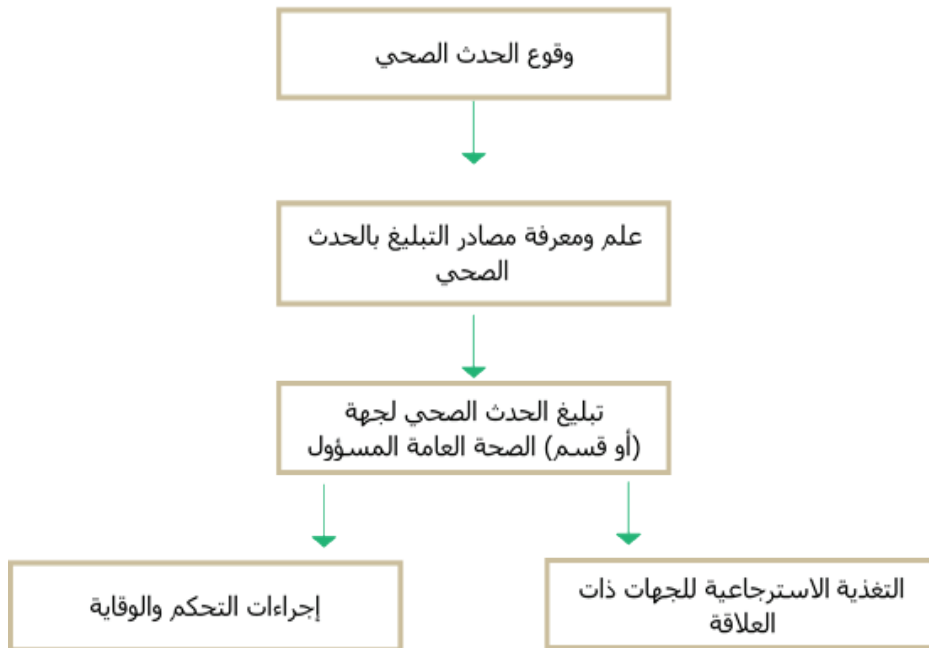 وقوع الحدث الصحي
علم ومعرفة مصادر التبليغ بالحدث
الصحي
تبليغ الحدث الصحي لجهة
(أو قسم) الصحة العامة المسؤول
التغذية الاسترجاعية للجهات ذات
العلاقة
إجراءات التحكم والوقاية